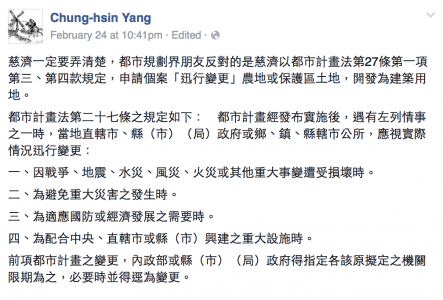 Chung-hsin Yang
February 24 at 10:41pm · Edited ·
慈濟一定要弄清楚，都市規劃界朋友反對的是慈濟以都市計畫法第27條第一項
第三、第四款規定，申請個案「迅行變更」農地或保護區土地，開發為建築用
地。
都市計畫法第二十七條之規定如下： 都市計畫經發布實施後，遇有左列情事
之一時，當地直轄市、縣（市）（局）政府或鄉、鎮、縣轄市公所，應視實際
情況迅行變更：
一、因戰爭、地震、水災、風災、火災或其他重大事變遭受損壞時。
二、為避免重大災害之發生時。
三、為適應國防或經濟發展之需要時。
四、為配合中央、直轄市或縣（市）興建之重大設施時。
前項都市計畫之變更，內政部或縣（市）（局）政府得指定各該原擬定之機關
限期為之，必要時並得逕為變更。